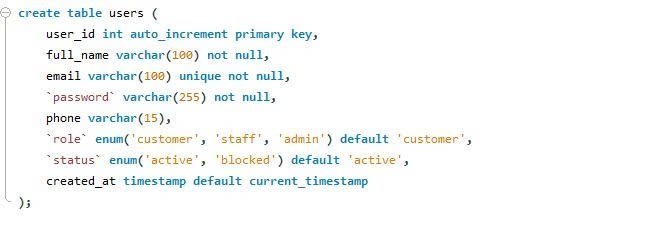 create table users (
user_id int auto_increment primary key,
full_name varchar(100) not null,
email varchar(100) unique not null,
`password` varchar(255) not null,
phone varchar(15),
`role` enum('customer', 'staff', 'admin') default 'customer',
`status` enum('active', 'blocked') default 'active',
created_at timestamp default current_timestamp
);